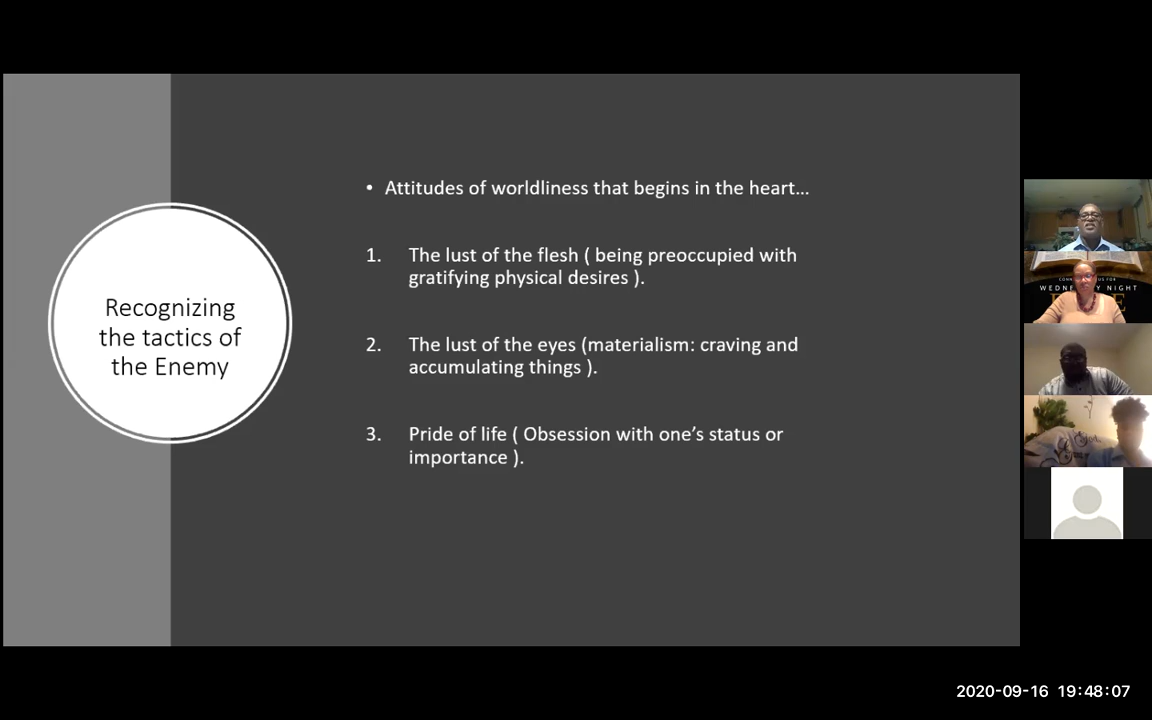 Recognizing
the tactics of
the Enemy
• Attitudes of worldliness that begins in the heart…
1. The lust of the flesh ( being preoccupied with
gratifying physical desires ).
2. The lust of the eyes (materialism: craving and
accumulating things ).
3. Pride of life ( Obsession with one’s status or
importance ).
NIGHT
2020-09-16 19:48:07